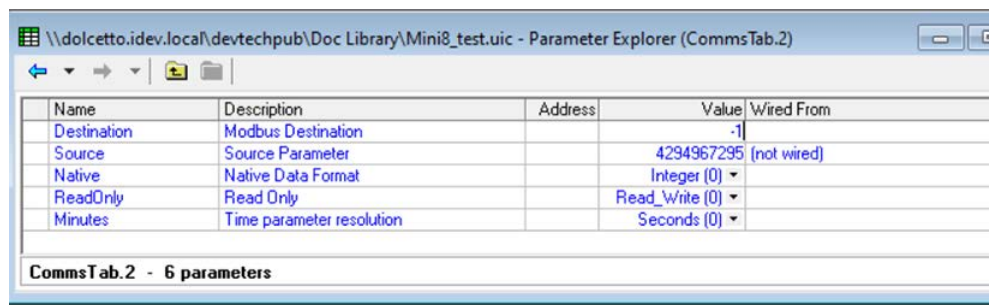 \\dolcetto.idev.local\devtechpub\Doc Library\Mini8_test.uic - Parameter Explorer (CommsTab.2)
Name Description Address Value Wired From
Destination Modbus Destination -1
Source Source Parameter 4294967295 (not wired)
Native Native Data Format Integer (0)
ReadOnly Read Only Read_Write (0)
Minutes Time parameter resolution Seconds (0)
CommsTab.2 - 6 parameters